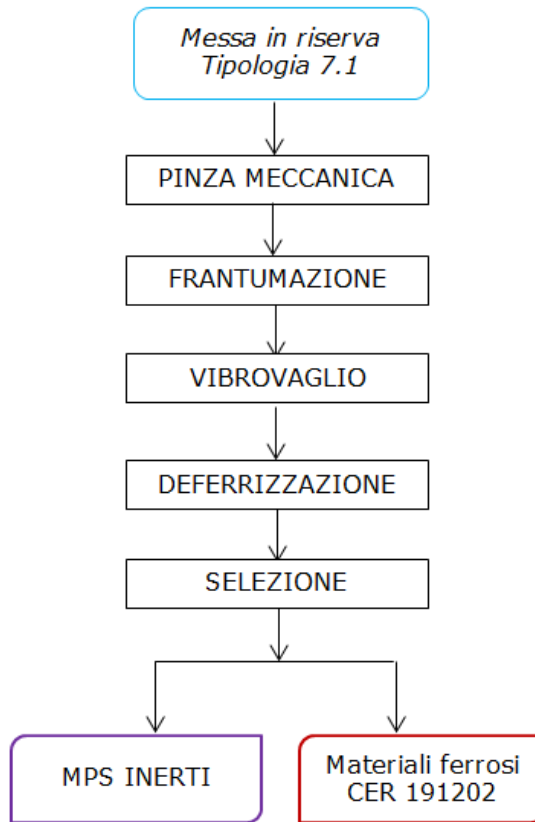 Messa in riserva
Tipologia 7.1
PINZA MECCANICA
FRANTUMAZIONE
VIBROVAGLIO
DEFERRIZZAZIONE
SELEZIONE
MPS INERTI
Materiali ferrosi
CER 191202